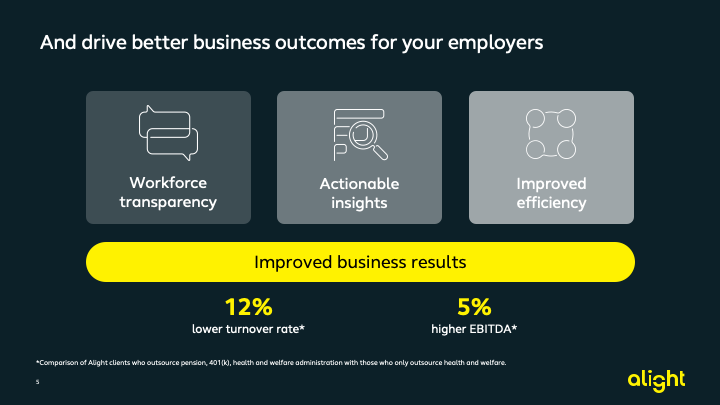 And drive better business outcomes for your employers
Workforce
transparency
Actionable
insights
Improved
efficiency
Improved business results
12%
lower turnover rate*
5%
higher EBITDA*
*Comparison of Alight clients who outsource pension, 401(k), health and welfare administration with those who only outsource health and welfare.
5
alight